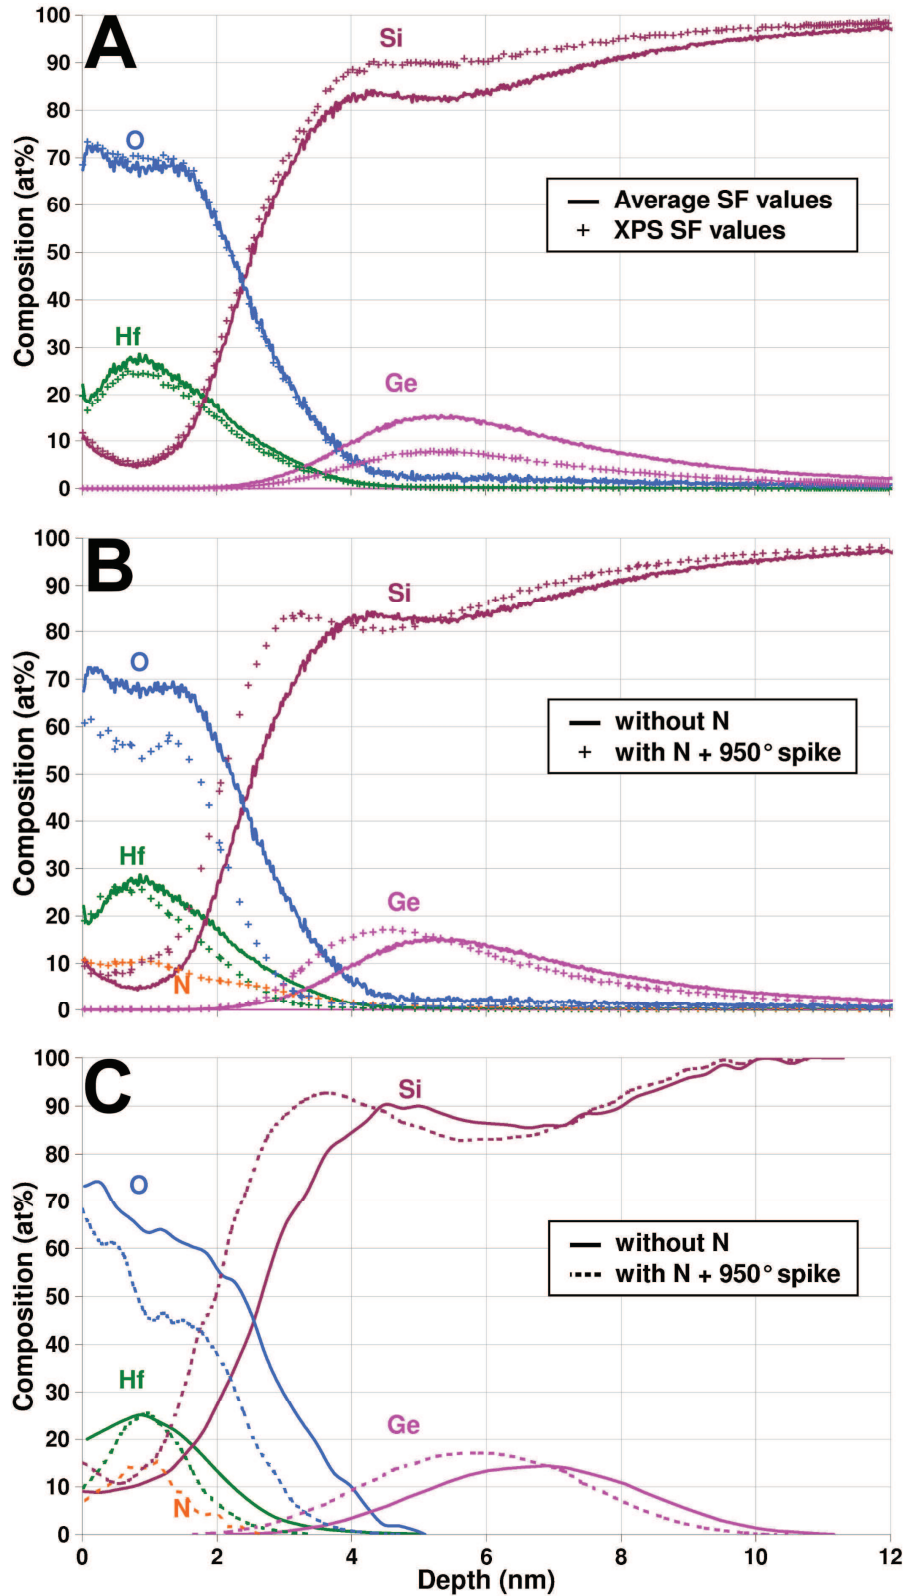 A
100
90
80
70
60
50
40
30
20
10
0
Composition (at%)
Si
O
Hf
Ge
Average SF values
+ XPS SF values
B
100
90
80
70
60
50
40
30
20
10
0
Composition (at%)
Si
O
Hf
N
Ge
without N
+ with N + 950° spike
C
100
90
80
70
60
50
40
30
20
10
0
Composition (at%)
Si
O
Hf
N
Ge
without N
with N + 950° spike
0 2 4 6 8 10 12
Depth (nm)